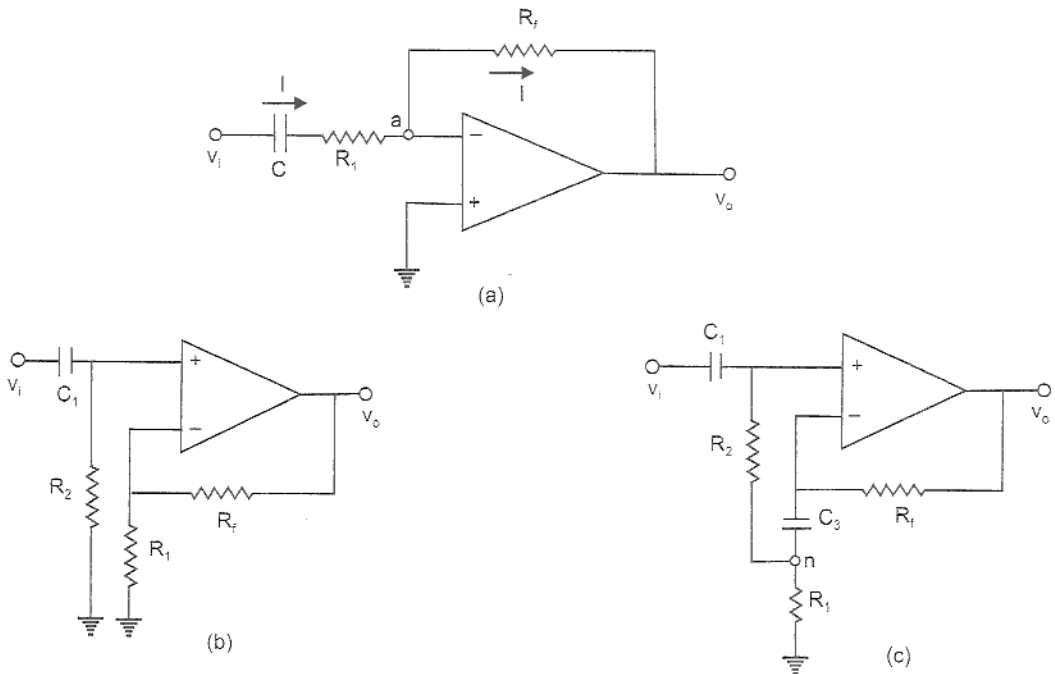 R_f
I
I
a
−
v_i
C
R_1
+
v_o
(a)
C_1
+
v_i
v_o
−
R_2
R_f
R_1
(b)
C_1
+
v_i
−
v_o
R_2
R_f
C_3
n
R_1
(c)